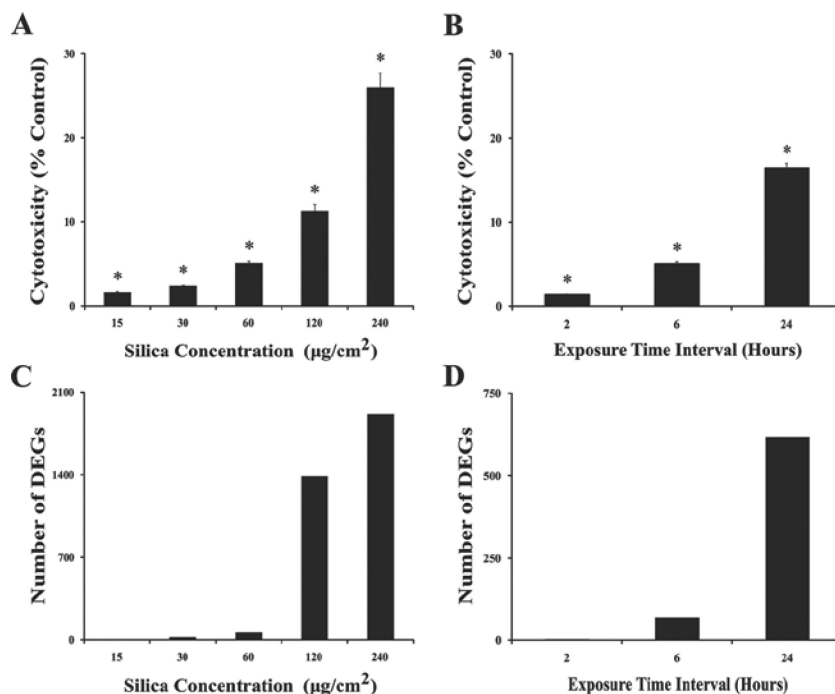 A
Cytotoxicity (% Control)
30
20
10
0
*
*
*
*
*
15 30 60 120 240
Silica Concentration (µg/cm²)
B
Cytotoxicity (% Control)
30
20
10
0
*
*
*
2 6 24
Exposure Time Interval (Hours)
C
Number of DEGs
2100
1400
700
0
15 30 60 120 240
Silica Concentration (µg/cm²)
D
Number of DEGs
750
500
250
0
2 6 24
Exposure Time Interval (Hours)